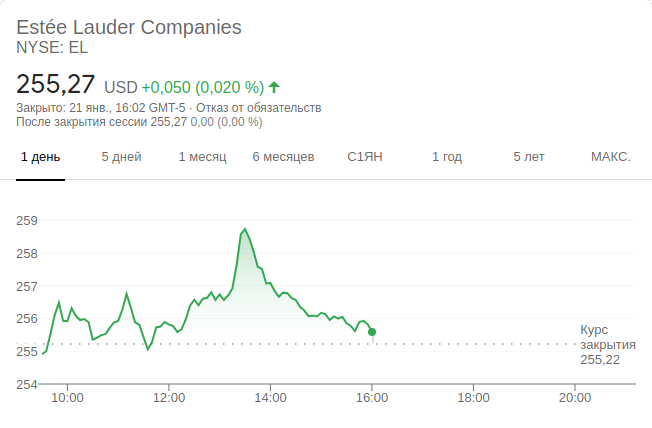 Estée Lauder Companies
NYSE: EL
255,27 USD +0,050 (0,020 %)
Закрыто: 21 янв., 16:02 GMT-5 · Отказ от обязательств
После закрытия сессии 255,27 0,00 (0,00 %)
1 день 5 дней 1 месяц 6 месяцев С1ЯН 1 год 5 лет МАКС.
259
258
257
256
255
254
Курс
закрытия
255,22
10:00 12:00 14:00 16:00 18:00 20:00